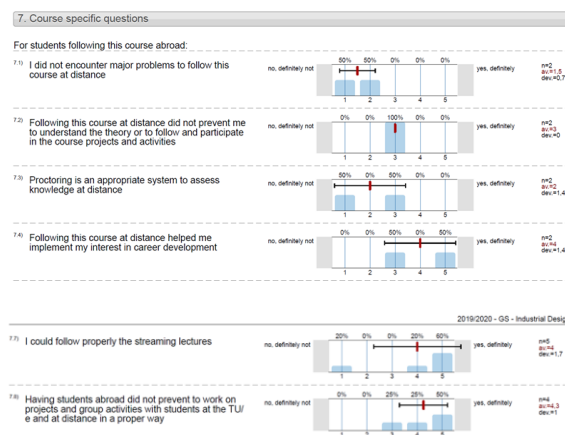 7. Course specific questions
For students following this course abroad:
7.1) I did not encounter major problems to follow this
course at distance
no, definitely not
50% 50% 0% 0% 0%
1 2 3 4 5
yes, definitely
n=2
av.=1,5
dev.=0,7
7.2) Following this course at distance did not prevent me
to understand the theory or to follow and participate
in the course projects and activities
no, definitely not
0% 0% 100% 0% 0%
1 2 3 4 5
yes, definitely
n=2
av.=3
dev.=0
7.3) Proctoring is an appropriate system to assess
knowledge at distance
no, definitely not
50% 0% 50% 0% 0%
1 2 3 4 5
yes, definitely
n=2
av.=2
dev.=1,4
7.4) Following this course at distance helped me
implement my interest in career development
no, definitely not
0% 0% 50% 0% 50%
1 2 3 4 5
yes, definitely
n=2
av.=4
dev.=1,4
2019/2020 - GS - Industrial Desig
7.7) I could follow properly the streaming lectures
no, definitely not
20% 0% 0% 20% 60%
1 2 3 4 5
yes, definitely
n=5
av.=4
dev.=1,7
7.8) Having students abroad did not prevent to work on
projects and group activities with students at the TU/
e and at distance in a proper way
no, definitely not
0% 0% 25% 25% 50%
yes, definitely
n=4
av.=4,3
dev.=1